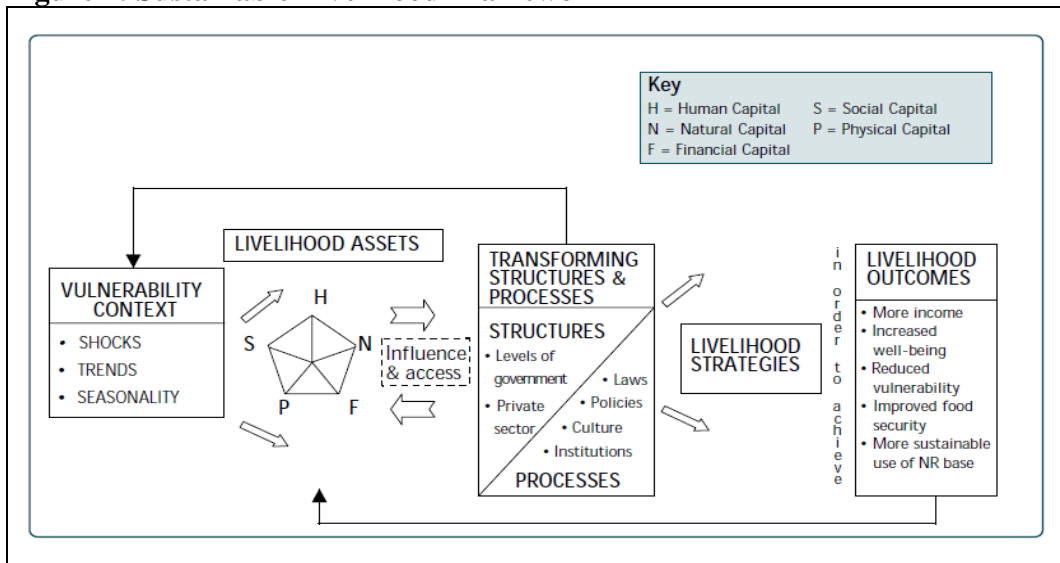 Key
H = Human Capital S = Social Capital
N = Natural Capital P = Physical Capital
F = Financial Capital
LIVELIHOOD ASSETS
VULNERABILITY
CONTEXT
• SHOCKS
• TRENDS
• SEASONALITY
H
S
N
P
F
Influence
& access
TRANSFORMING
STRUCTURES &
PROCESSES
STRUCTURES
• Levels of
government
• Private
sector
• Laws
• Policies
• Culture
• Institutions
PROCESSES
LIVELIHOOD
STRATEGIES
in order to achieve
LIVELIHOOD
OUTCOMES
• More income
• Increased
well-being
• Reduced
vulnerability
• Improved food
security
• More sustainable
use of NR base